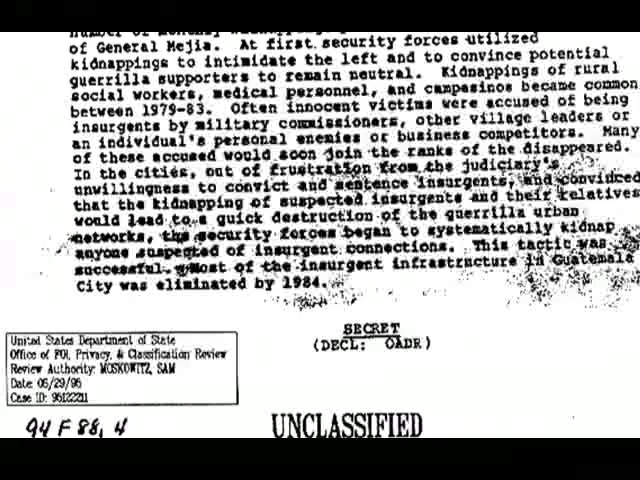 of General Mejia. At first security forces utilized
kidnappings to intimidate the left and to convince potential
guerrilla supporters to remain neutral. Kidnappings of rural
social workers, medical personnel, and campasinos became common
between 1979-83. Often innocent victims were accused of being
insurgents by military commissioners, other village leaders or
an individual's personal enemies or business competitors. Many
of these accused would soon join the ranks of the disappeared.
In the cities, out of frustration from the judiciary's
unwillingness to convict and sentence insurgents, and convinced
that the kidnapping of suspected insurgents and their relatives
would lead to a quick destruction of the guerrilla urban
networks, the security forces began to systematically kidnap
anyone suspected of insurgent connections. This tactic was
successful. Most of the insurgent infrastructure in Guatemala
City was eliminated by 1984.
SECRET
(DECL: OADR)
United States Department of State
Office of FOI, Privacy, & Classification Review
Review Authority: MOSKOWITZ, SAM
Date: 06/29/96
Case ID: 96122211
94 F 88, 4
UNCLASSIFIED